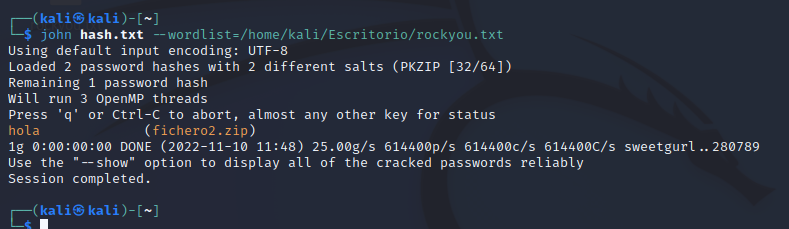 ┌──(kali㉿kali)-[~]
└─$ john hash.txt --wordlist=/home/kali/Escritorio/rockyou.txt
Using default input encoding: UTF-8
Loaded 2 password hashes with 2 different salts (PKZIP [32/64])
Remaining 1 password hash
Will run 3 OpenMP threads
Press 'q' or Ctrl-C to abort, almost any other key for status
hola             (fichero2.zip)
1g 0:00:00:00 DONE (2022-11-10 11:48) 25.00g/s 614400p/s 614400c/s 614400C/s sweetgurl..280789
Use the "--show" option to display all of the cracked passwords reliably
Session completed.
┌──(kali㉿kali)-[~]
└─$